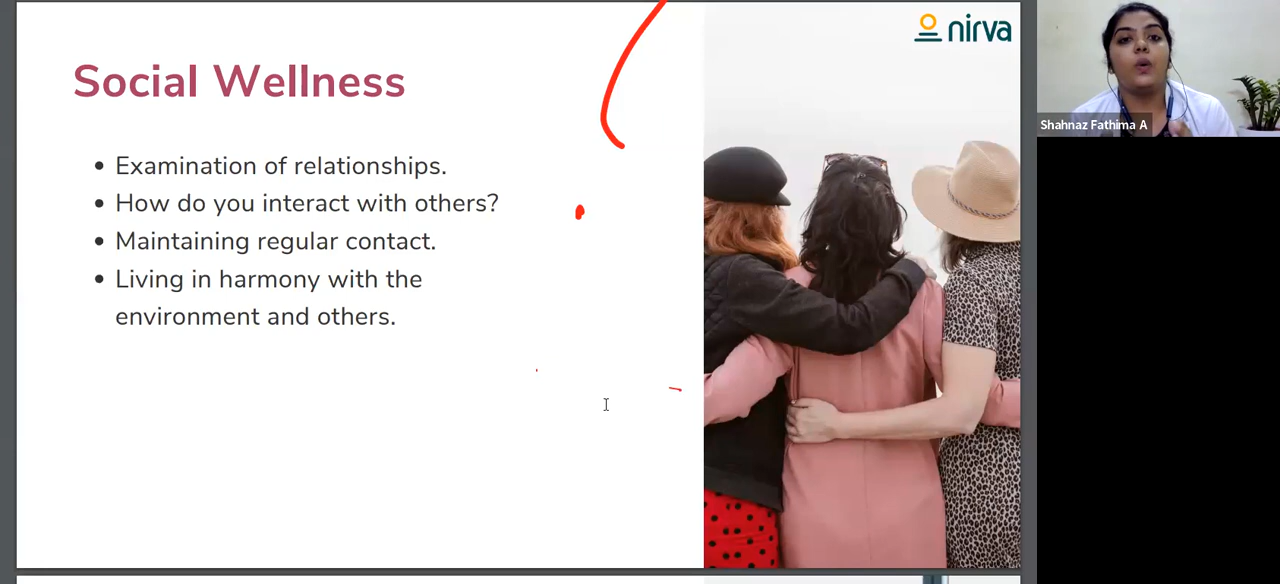 nirva
Social Wellness
Shahnaz Fathima A
• Examination of relationships.
• How do you interact with others?
• Maintaining regular contact.
• Living in harmony with the
environment and others.